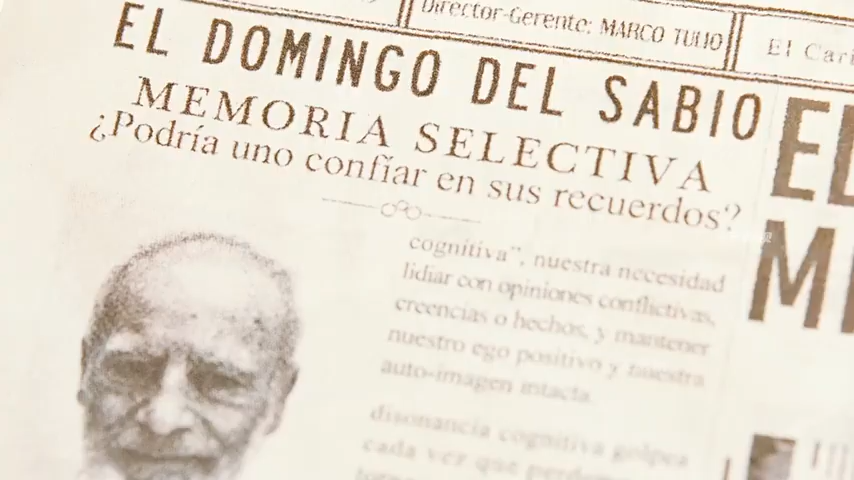 Director-Gerente: MARCO TULIO
El Cari
EL DOMINGO DEL SABIO
MEMORIA SELECTIVA
¿Podría uno confíar en sus recuerdos?
cognitiva”, nuestra necesidad
lidiar con opiniones conflictivas,
creencias o hechos, y mantener
nuestro ego positivo y nuestra
auto-imagen intacta
disonancia cognitiva golpea
cada vez que